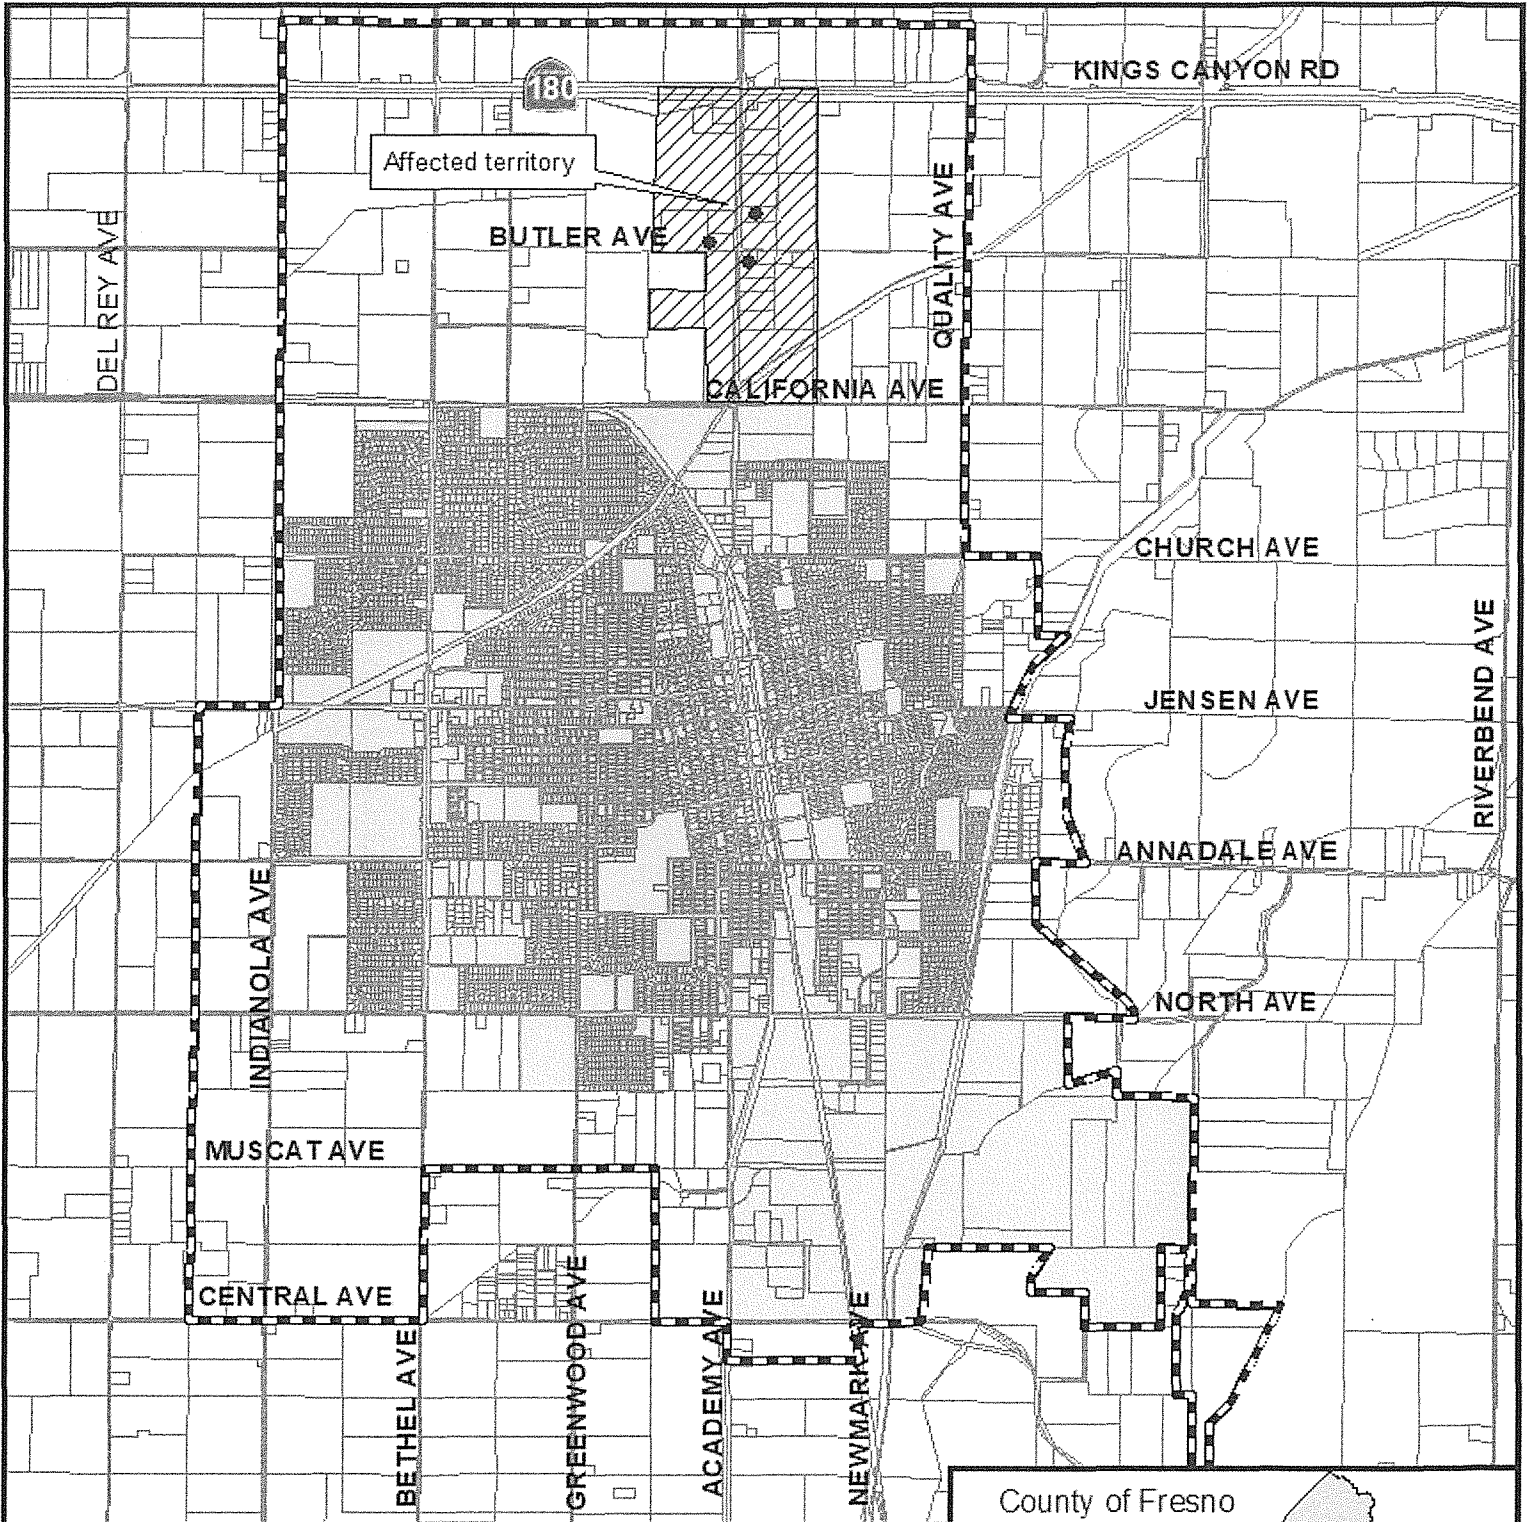 KINGS CANYON RD
180
Affected territory
BUTLER AVE
DEL REY AVE
QUALITY AVE
CALIFORNIA AVE
CHURCH AVE
RIVERBEND AVE
JENSEN AVE
ANNADALE AVE
INDIANOLA AVE
NORTH AVE
MUSCAT AVE
CENTRAL AVE
BETHEL AVE
GREENWOOD AVE
ACADEMY AVE
NEWMARK AVE
County of Fresno